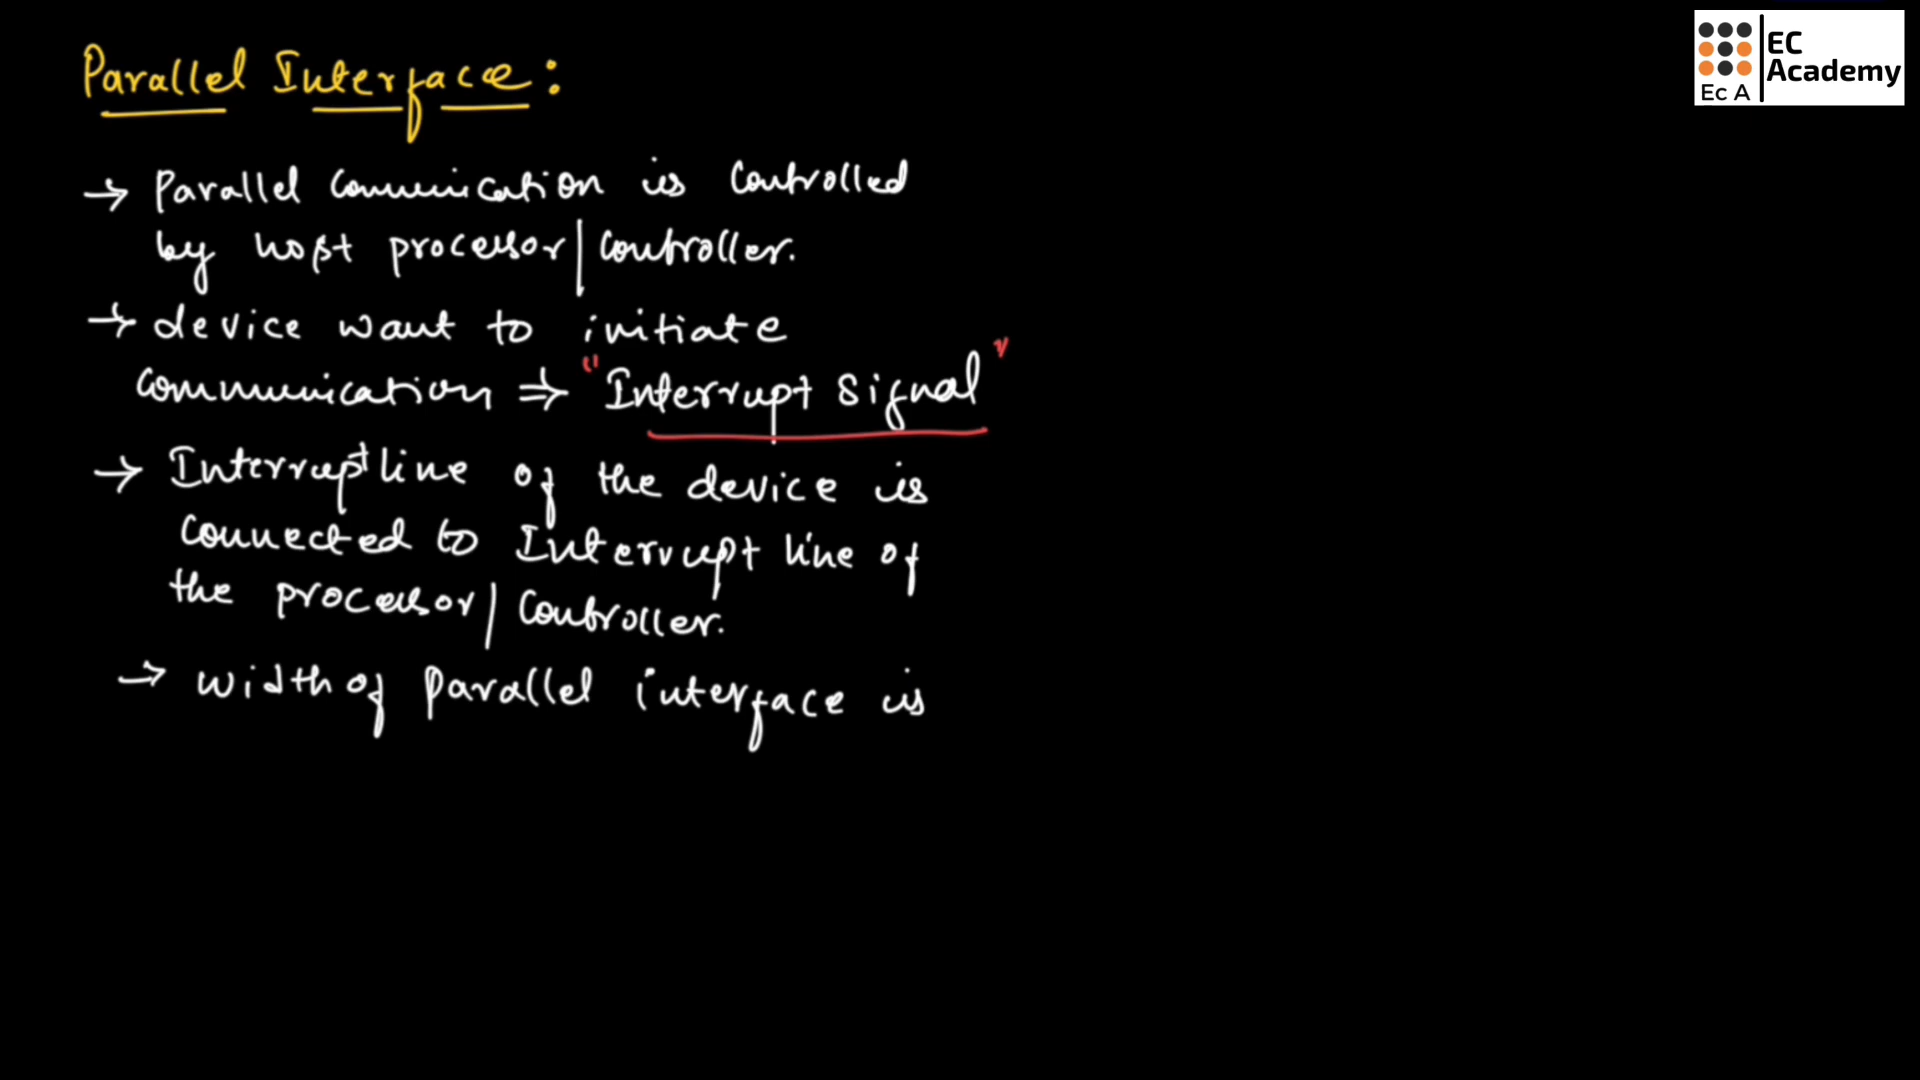 Parallel Interface:
→ Parallel Communication is Controlled
by host processor/Controller.
→ device want to initiate
Communication ⇒ "Interrupt Signal"
→ Interrupt line of the device is
Connected to Interrupt line of
the processor/Controller.
→ width of parallel interface is
EC
Academy
Ec A